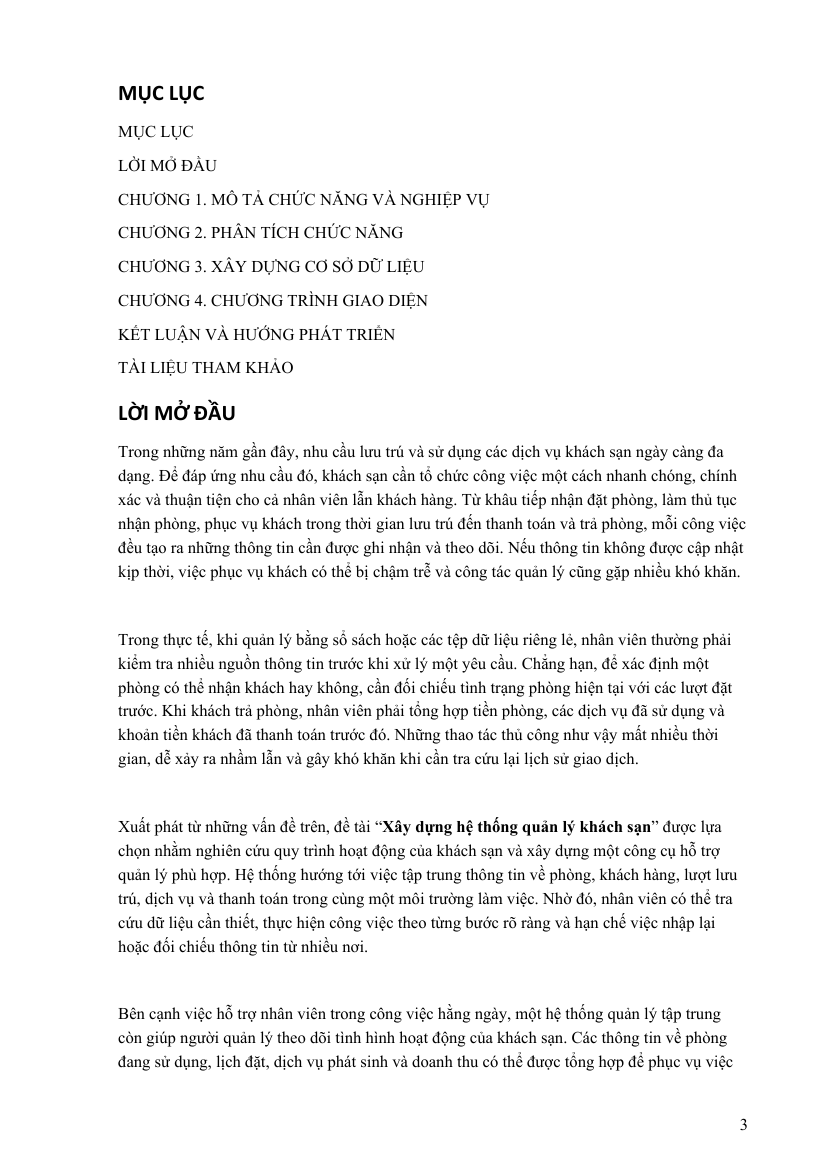 MỤC LỤC
MỤC LỤC
LỜI MỞ ĐẦU
CHƯƠNG 1. MÔ TẢ CHỨC NĂNG VÀ NGHIỆP VỤ
CHƯƠNG 2. PHÂN TÍCH CHỨC NĂNG
CHƯƠNG 3. XÂY DỰNG CƠ SỞ DỮ LIỆU
CHƯƠNG 4. CHƯƠNG TRÌNH GIAO DIỆN
KẾT LUẬN VÀ HƯỚNG PHÁT TRIỂN
TÀI LIỆU THAM KHẢO
LỜI MỞ ĐẦU
Trong những năm gần đây, nhu cầu lưu trú và sử dụng các dịch vụ khách sạn ngày càng đa
dạng. Để đáp ứng nhu cầu đó, khách sạn cần tổ chức công việc một cách nhanh chóng, chính
xác và thuận tiện cho cả nhân viên lẫn khách hàng. Từ khâu tiếp nhận đặt phòng, làm thủ tục
nhận phòng, phục vụ khách trong thời gian lưu trú đến thanh toán và trả phòng, mỗi công việc
đều tạo ra những thông tin cần được ghi nhận và theo dõi. Nếu thông tin không được cập nhật
kịp thời, việc phục vụ khách có thể bị chậm trễ và công tác quản lý cũng gặp nhiều khó khăn.
Trong thực tế, khi quản lý bằng sổ sách hoặc các tệp dữ liệu riêng lẻ, nhân viên thường phải
kiểm tra nhiều nguồn thông tin trước khi xử lý một yêu cầu. Chẳng hạn, để xác định một
phòng có thể nhận khách hay không, cần đối chiếu tình trạng phòng hiện tại với các lượt đặt
trước. Khi khách trả phòng, nhân viên phải tổng hợp tiền phòng, các dịch vụ đã sử dụng và
khoản tiền khách đã thanh toán trước đó. Những thao tác thủ công như vậy mất nhiều thời
gian, dễ xảy ra nhầm lẫn và gây khó khăn khi cần tra cứu lại lịch sử giao dịch.
Xuất phát từ những vấn đề trên, đề tài “Xây dựng hệ thống quản lý khách sạn” được lựa
chọn nhằm nghiên cứu quy trình hoạt động của khách sạn và xây dựng một công cụ hỗ trợ
quản lý phù hợp. Hệ thống hướng tới việc tập trung thông tin về phòng, khách hàng, lượt lưu
trú, dịch vụ và thanh toán trong cùng một môi trường làm việc. Nhờ đó, nhân viên có thể tra
cứu dữ liệu cần thiết, thực hiện công việc theo từng bước rõ ràng và hạn chế việc nhập lại
hoặc đối chiếu thông tin từ nhiều nơi.
Bên cạnh việc hỗ trợ nhân viên trong công việc hằng ngày, một hệ thống quản lý tập trung
còn giúp người quản lý theo dõi tình hình hoạt động của khách sạn. Các thông tin về phòng
đang sử dụng, lịch đặt, dịch vụ phát sinh và doanh thu có thể được tổng hợp để phục vụ việc
3